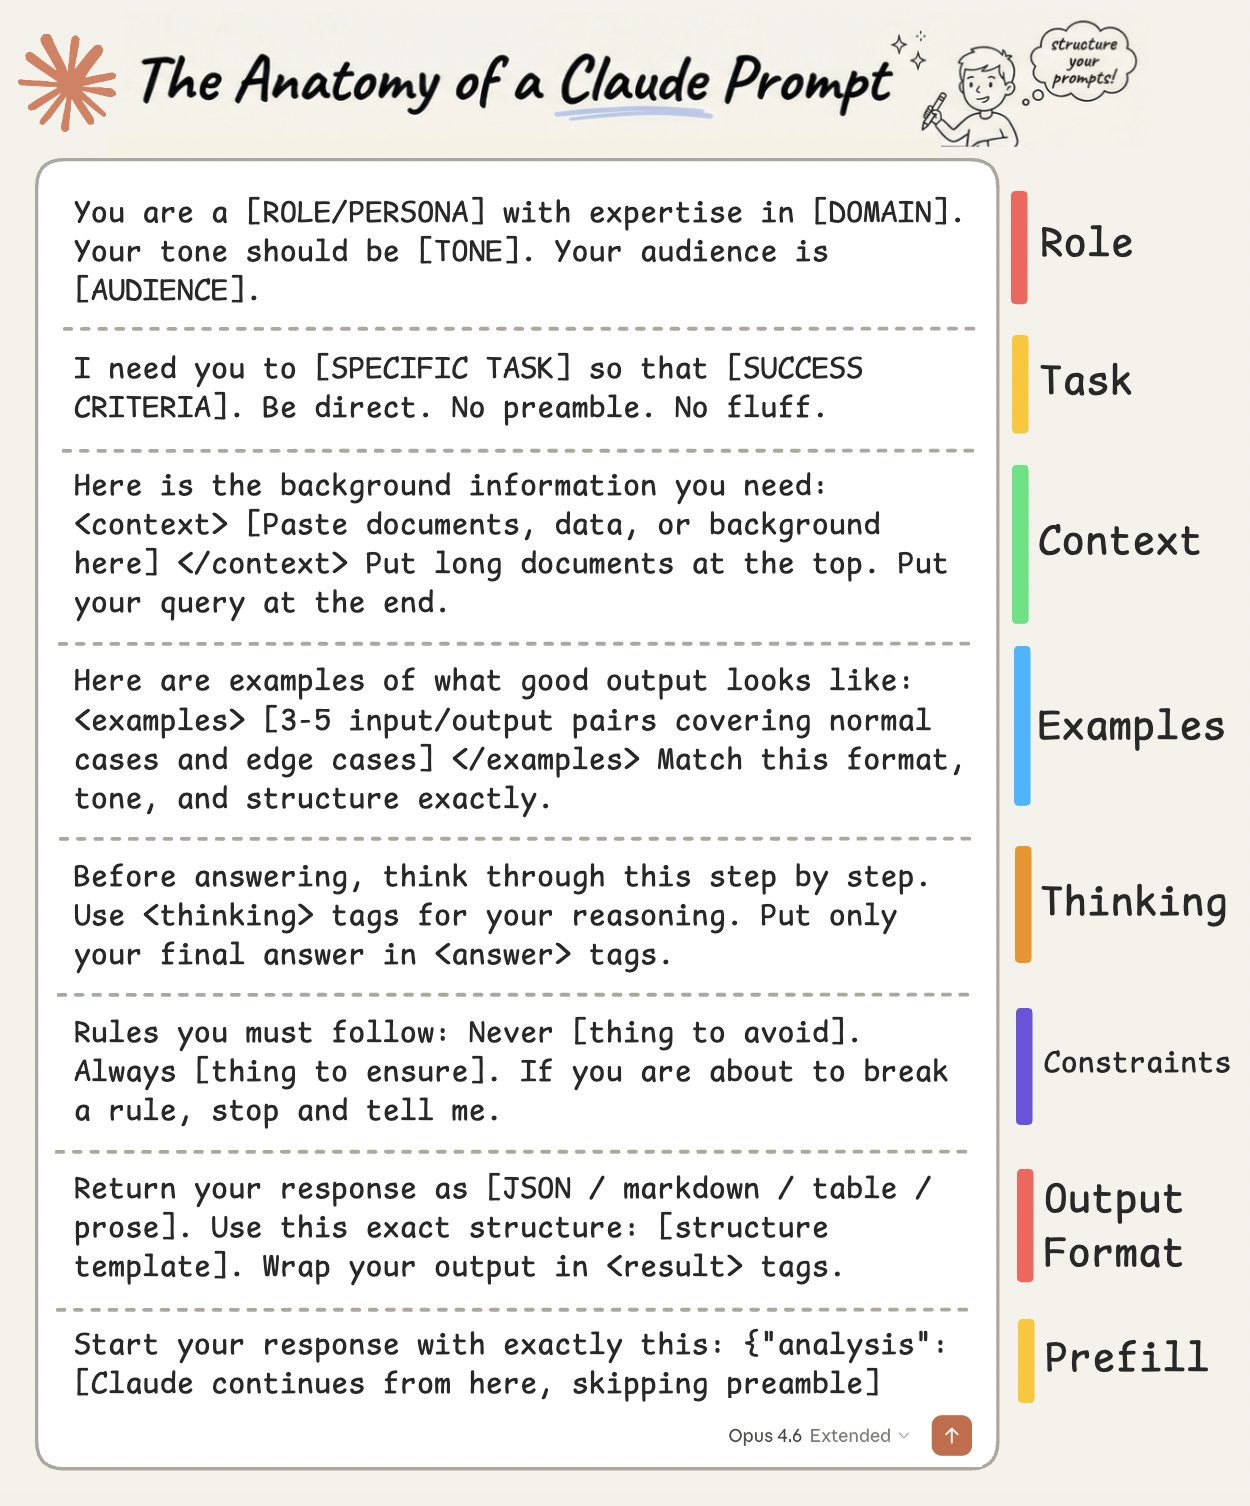 The Anatomy of a Claude Prompt
structure
your
prompts!
You are a [ROLE/PERSONA] with expertise in [DOMAIN].
Your tone should be [TONE]. Your audience is
[AUDIENCE].
Role
I need you to [SPECIFIC TASK] so that [SUCCESS
CRITERIA]. Be direct. No preamble. No fluff.
Task
Here is the background information you need:
<context> [Paste documents, data, or background
here] </context> Put long documents at the top. Put
your query at the end.
Context
Here are examples of what good output looks like:
<examples> [3-5 input/output pairs covering normal
cases and edge cases] </examples> Match this format,
tone, and structure exactly.
Examples
Before answering, think through this step by step.
Use <thinking> tags for your reasoning. Put only
your final answer in <answer> tags.
Thinking
Rules you must follow: Never [thing to avoid].
Always [thing to ensure]. If you are about to break
a rule, stop and tell me.
Constraints
Return your response as [JSON / markdown / table /
prose]. Use this exact structure: [structure
template]. Wrap your output in <result> tags.
Output
Format
Start your response with exactly this: {"analysis":
[Claude continues from here, skipping preamble]
Prefill
Opus 4.6 Extended